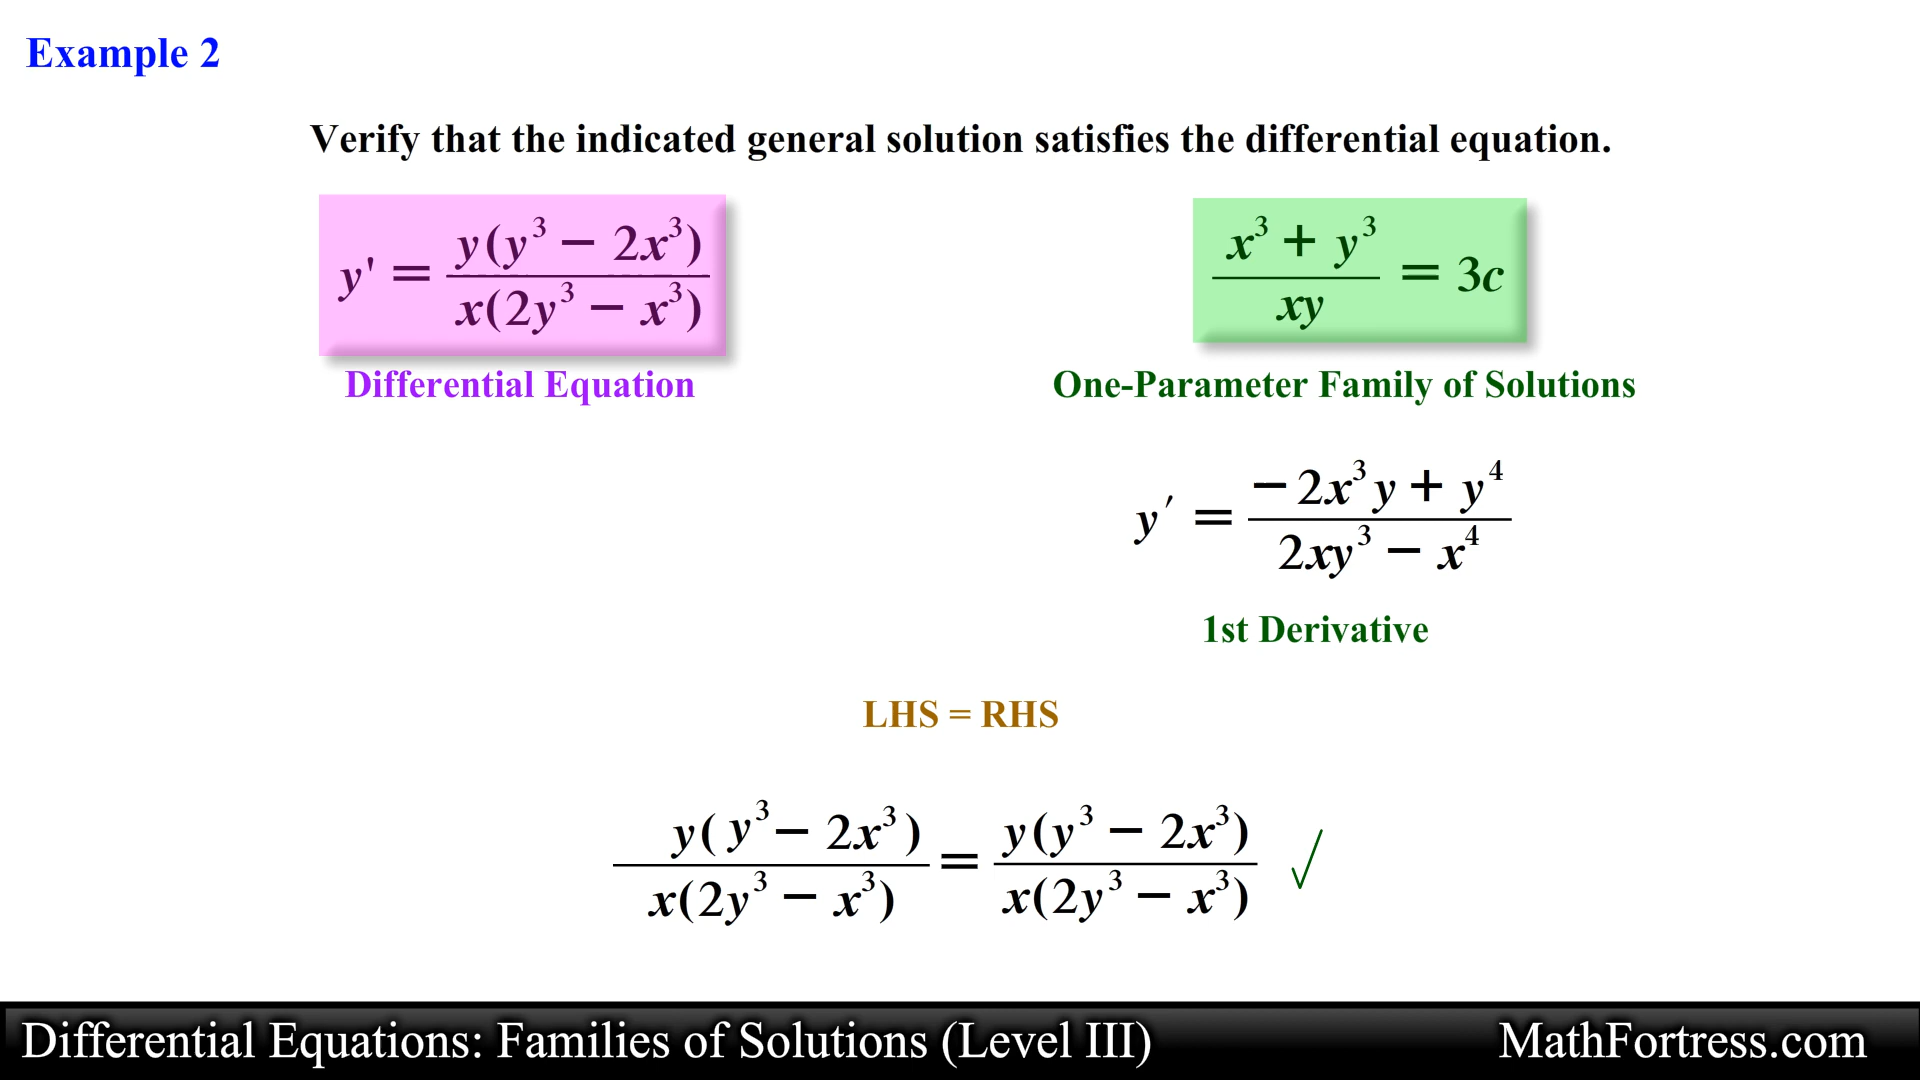 Example 2
Verify that the indicated general solution satisfies the differential equation.
y' = y(y³ − 2x³) / x(2y³ − x³)
x³ + y³ / xy = 3c
Differential Equation
One-Parameter Family of Solutions
y′ = −2x³y + y⁴ / 2xy³ − x⁴
1st Derivative
LHS = RHS
y(y³ − 2x³) / x(2y³ − x³) = y(y³ − 2x³) / x(2y³ − x³) √
Differential Equations: Families of Solutions (Level III)
MathFortress.com